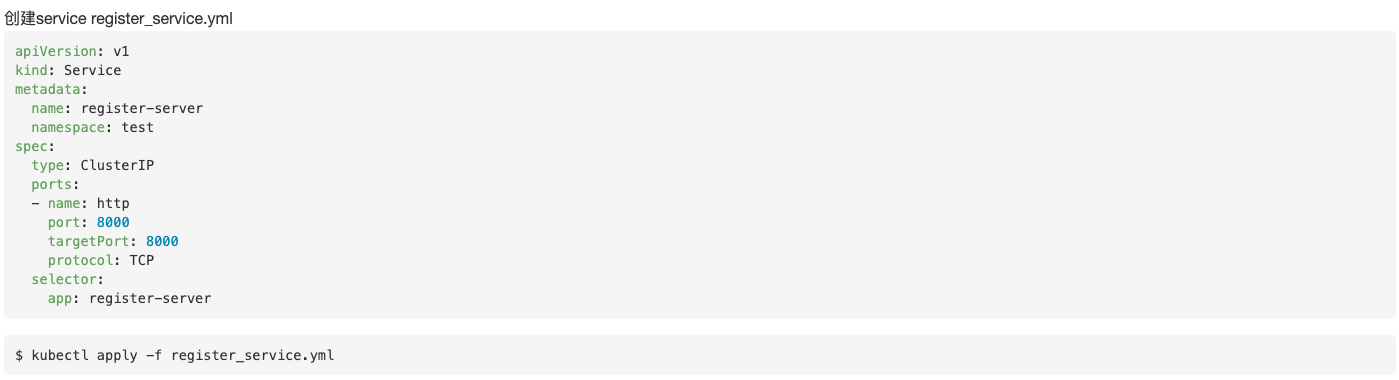 创建service register_service.yml
apiVersion: v1
kind: Service
metadata:
  name: register-server
  namespace: test
spec:
  type: ClusterIP
  ports:
  - name: http
    port: 8000
    targetPort: 8000
    protocol: TCP
  selector:
    app: register-server
$ kubectl apply -f register_service.yml